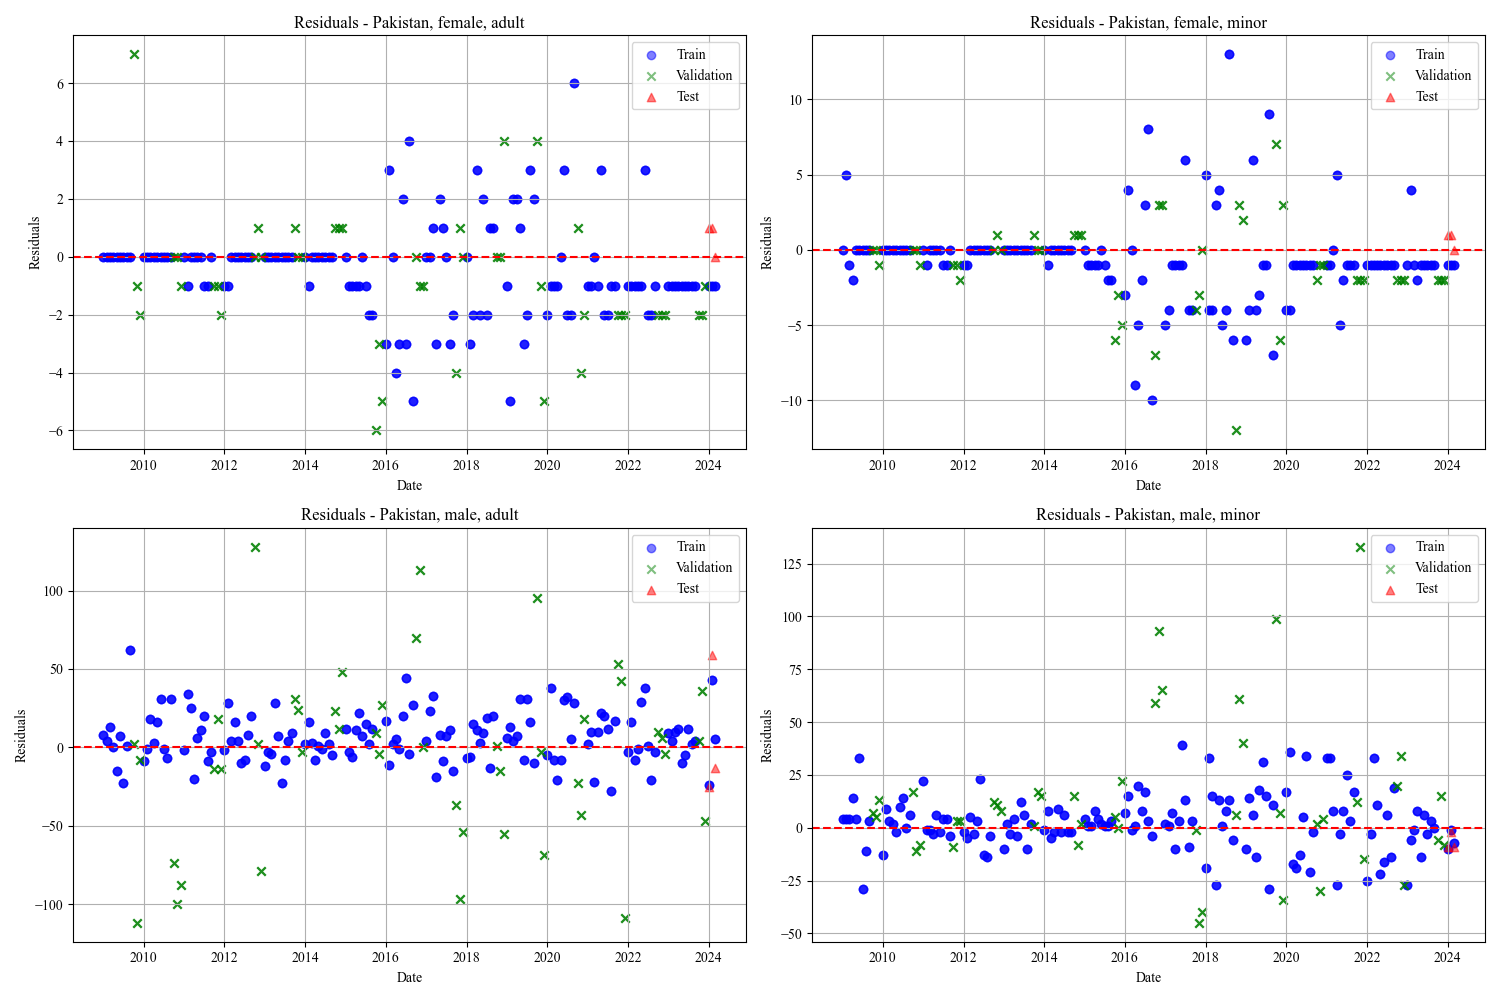 Residuals - Pakistan, female, adult
Residuals
6
4
2
0
−2
−4
−6
2010 2012 2014 2016 2018 2020 2022 2024
Date
Train
Validation
Test
Residuals - Pakistan, female, minor
Residuals
10
5
0
−5
−10
2010 2012 2014 2016 2018 2020 2022 2024
Date
Train
Validation
Test
Residuals - Pakistan, male, adult
Residuals
100
50
0
−50
−100
2010 2012 2014 2016 2018 2020 2022 2024
Date
Train
Validation
Test
Residuals - Pakistan, male, minor
Residuals
125
100
75
50
25
0
−25
−50
2010 2012 2014 2016 2018 2020 2022 2024
Date
Train
Validation
Test